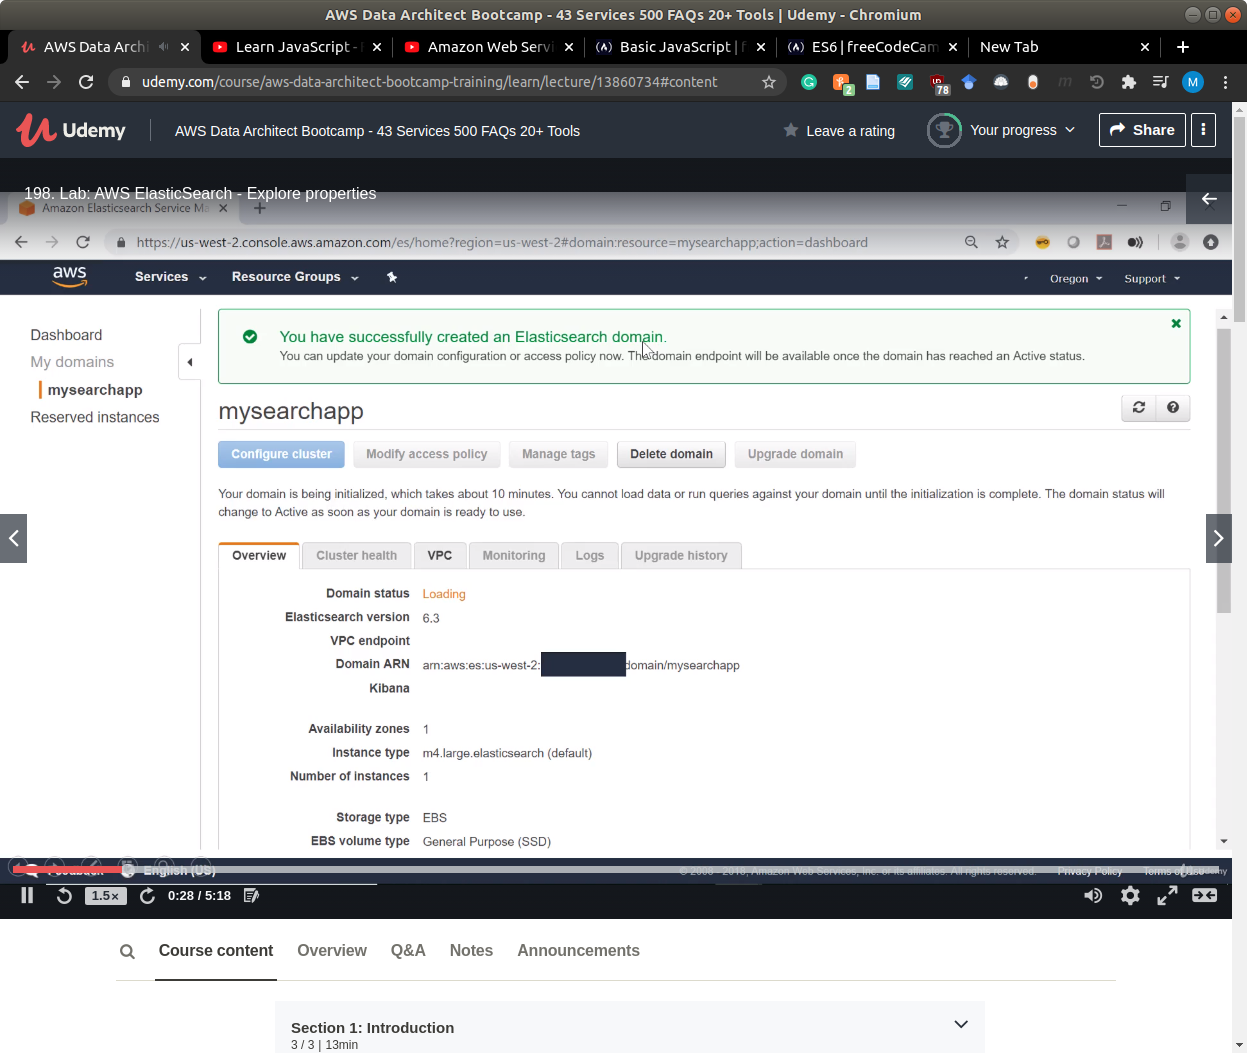 AWS Data Architect Bootcamp - 43 Services 500 FAQs 20+ Tools | Udemy - Chromium
AWS Data Archi
Learn JavaScript -
Amazon Web Servi
Basic JavaScript | f
ES6 | freeCodeCam
New Tab
udemy.com/course/aws-data-architect-bootcamp-training/learn/lecture/13860734#content
2
78
M
Udemy
AWS Data Architect Bootcamp - 43 Services 500 FAQs 20+ Tools
Leave a rating
Your progress
Share
198. Lab: AWS ElasticSearch - Explore properties
Amazon Elasticsearch Service Ma
https://us-west-2.console.aws.amazon.com/es/home?region=us-west-2#domain:resource=mysearchapp;action=dashboard
aws
Services
Resource Groups
Oregon
Support
Dashboard
My domains
mysearchapp
Reserved instances
You have successfully created an Elasticsearch domain.
You can update your domain configuration or access policy now. The domain endpoint will be available once the domain has reached an Active status.
mysearchapp
Configure cluster
Modify access policy
Manage tags
Delete domain
Upgrade domain
Your domain is being initialized, which takes about 10 minutes. You cannot load data or run queries against your domain until the initialization is complete. The domain status will
change to Active as soon as your domain is ready to use.
Overview
Cluster health
VPC
Monitoring
Logs
Upgrade history
Domain status Loading
Elasticsearch version 6.3
VPC endpoint
Domain ARN arn:aws:es:us-west-2: domain/mysearchapp
Kibana
Availability zones 1
Instance type m4.large.elasticsearch (default)
Number of instances 1
Storage type EBS
EBS volume type General Purpose (SSD)
Feedback
English (US)
© 2008 - 2018, Amazon Web Services, Inc. or its affiliates. All rights reserved.
Privacy Policy
Terms of Use
1.5×
0:28 / 5:18
Course content
Overview
Q&A
Notes
Announcements
Section 1: Introduction
3 / 3 | 13min